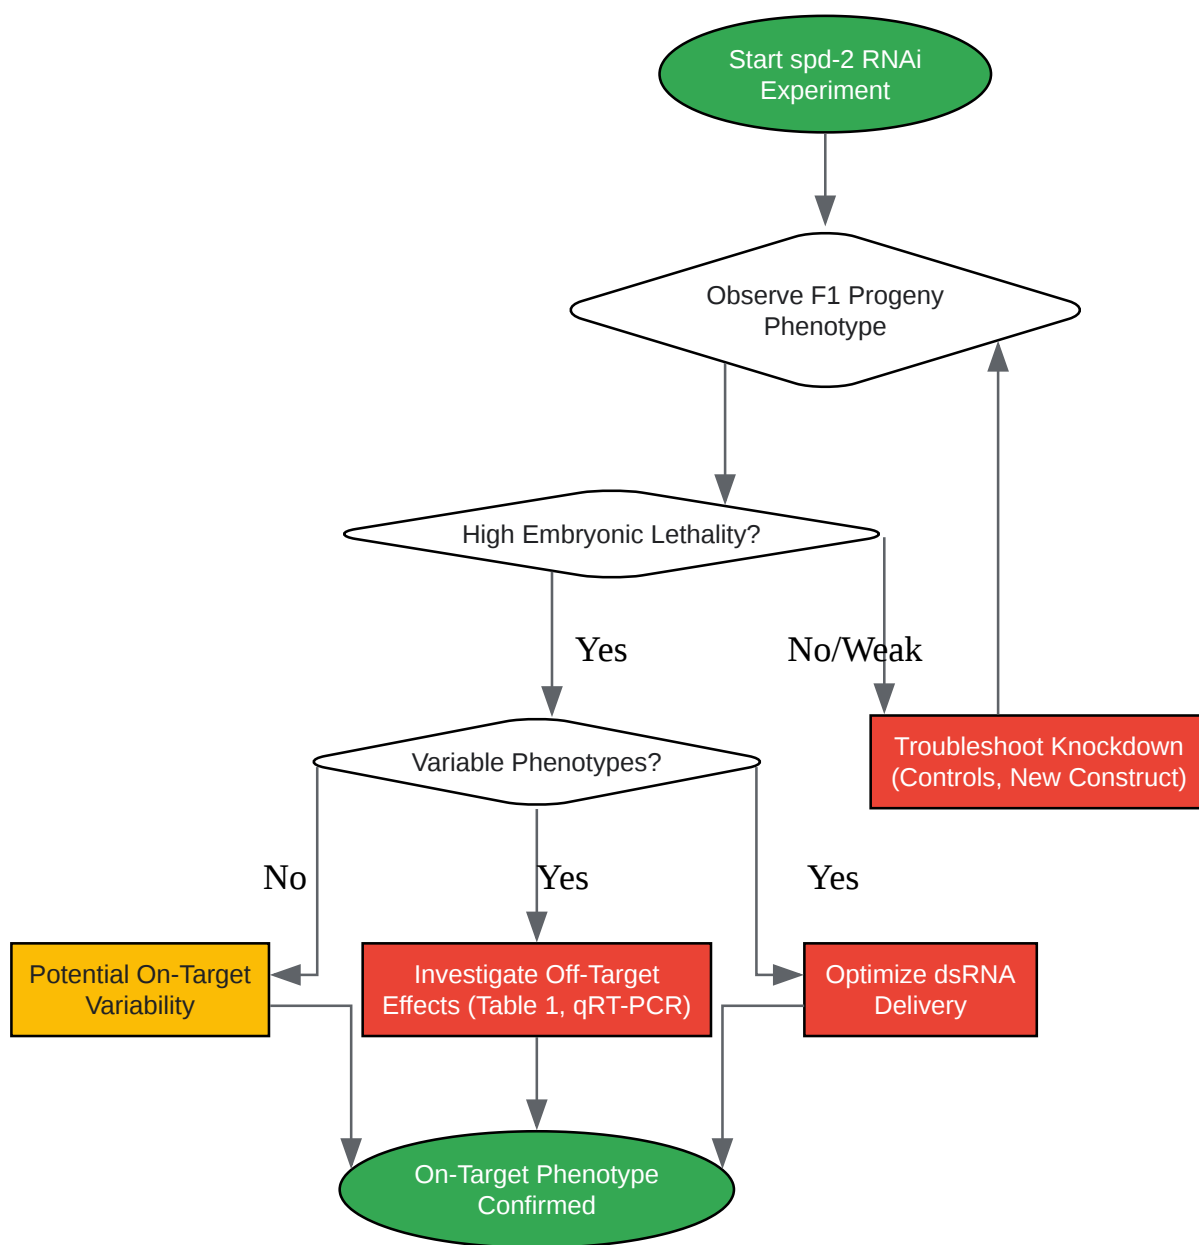 Start spd-2 RNAi
Experiment
Observe F1 Progeny
Phenotype
High Embryonic Lethality?
Yes
No/Weak
Troubleshoot Knockdown
(Controls, New Construct)
Variable Phenotypes?
No
Yes
Yes
Potential On-Target
Variability
Investigate Off-Target
Effects (Table 1, qRT-PCR)
Optimize dsRNA
Delivery
On-Target Phenotype
Confirmed